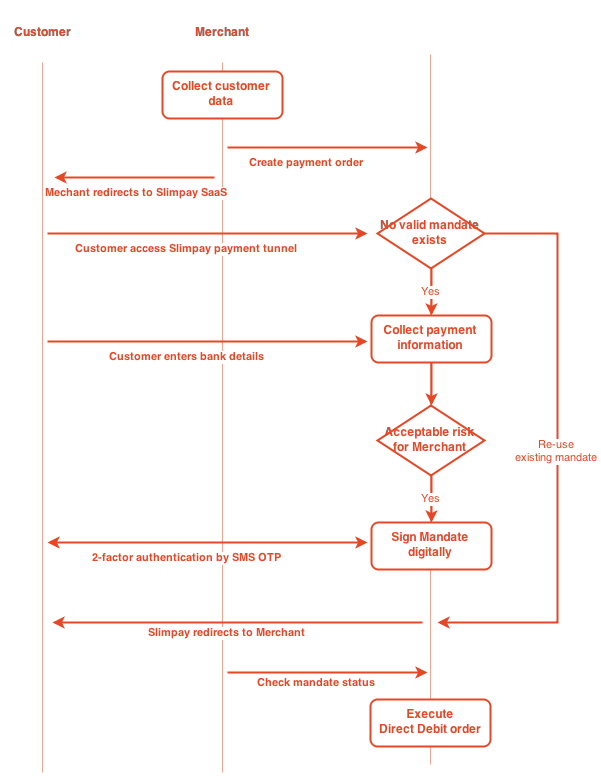 Customer
Merchant
Collect customer
data
Create payment order
Mechant redirects to Slimpay SaaS
No valid mandate
exists
Customer access Slimpay payment tunnel
Yes
Collect payment
information
Customer enters bank details
Acceptable risk
for Merchant
Re-use
existing mandate
Yes
Sign Mandate
digitally
2-factor authentication by SMS OTP
Slimpay redirects to Merchant
Check mandate status
Execute
Direct Debit order